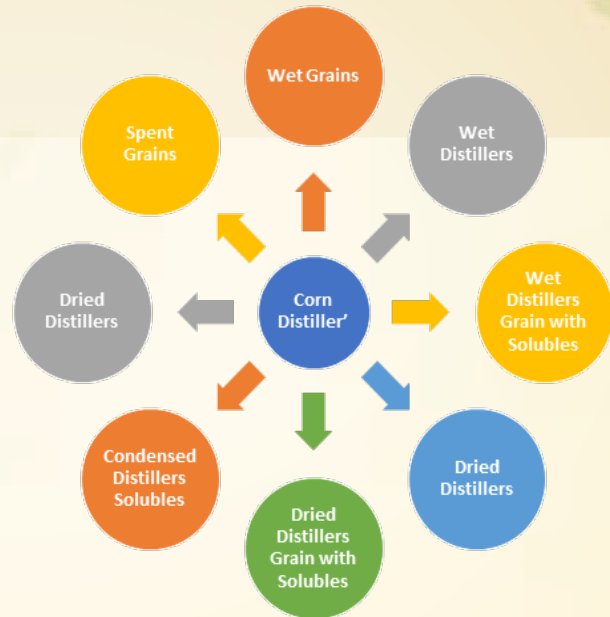 Wet Grains
Wet
Distillers
Wet
Distillers
Grain with
Solubles
Dried
Distillers
Dried
Distillers
Grain with
Solubles
Condensed
Distillers
Solubles
Dried
Distillers
Spent
Grains
Corn
Distiller’